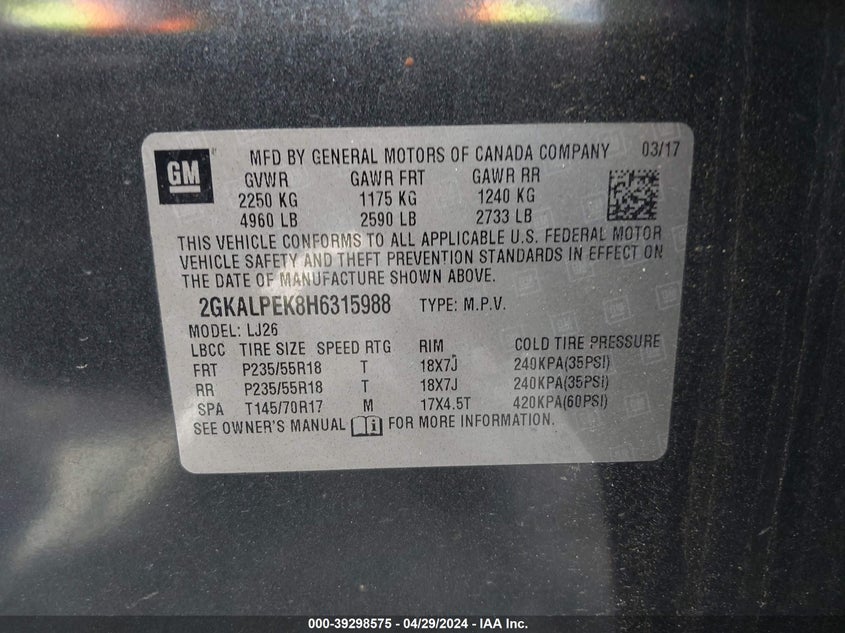 GM
MFD BY GENERAL MOTORS OF CANADA COMPANY 03/17
GVWR GAWR FRT GAWR RR
2250 KG 1175 KG 1240 KG
4960 LB 2590 LB 2733 LB
THIS VEHICLE CONFORMS TO ALL APPLICABLE U.S. FEDERAL MOTOR
VEHICLE SAFETY AND THEFT PREVENTION STANDARDS IN EFFECT ON
THE DATE OF MANUFACTURE SHOWN ABOVE.
2GKALPEK8H6315988 TYPE: M.P.V.
MODEL: LJ26
LBCC TIRE SIZE SPEED RTG RIM COLD TIRE PRESSURE
FRT P235/55R18 T 18X7J 240KPA(35PSI)
RR P235/55R18 T 18X7J 240KPA(35PSI)
SPA T145/70R17 M 17X4.5T 420KPA(60PSI)
SEE OWNER'S MANUAL FOR MORE INFORMATION.
000-39298575 - 04/29/2024 - IAA Inc.